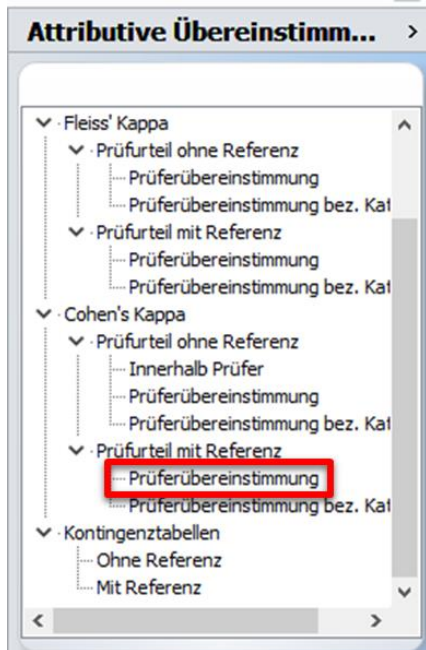 Attributive Übereinstimm... >
Fleiss' Kappa
Prüfurteil ohne Referenz
Prüferübereinstimmung
Prüferübereinstimmung bez. Kat
Prüfurteil mit Referenz
Prüferübereinstimmung
Prüferübereinstimmung bez. Kat
Cohen's Kappa
Prüfurteil ohne Referenz
Innerhalb Prüfer
Prüferübereinstimmung
Prüferübereinstimmung bez. Kat
Prüfurteil mit Referenz
Prüferübereinstimmung
Prüferübereinstimmung bez. Kat
Kontingenztabellen
Ohne Referenz
Mit Referenz